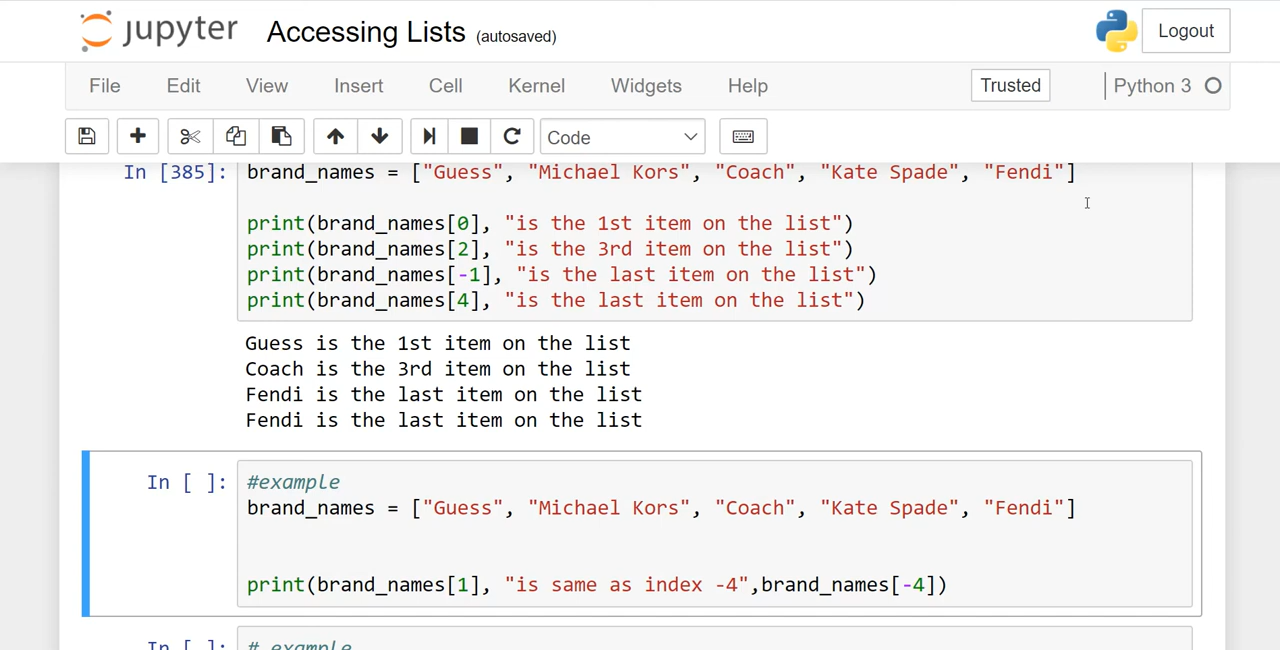 jupyter Accessing Lists (autosaved) Logout
File Edit View Insert Cell Kernel Widgets Help Trusted Python 3
Code
In [385]: brand_names = ["Guess", "Michael Kors", "Coach", "Kate Spade", "Fendi"]
print(brand_names[0], "is the 1st item on the list")
print(brand_names[2], "is the 3rd item on the list")
print(brand_names[-1], "is the last item on the list")
print(brand_names[4], "is the last item on the list")
Guess is the 1st item on the list
Coach is the 3rd item on the list
Fendi is the last item on the list
Fendi is the last item on the list
In [ ]: #example
brand_names = ["Guess", "Michael Kors", "Coach", "Kate Spade", "Fendi"]
print(brand_names[1], "is same as index -4",brand_names[-4])
In [ ]: # example